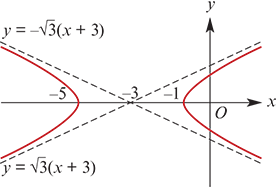 y
y = –√3(x + 3)
–5 –3 –1 O x
y = √3(x + 3)